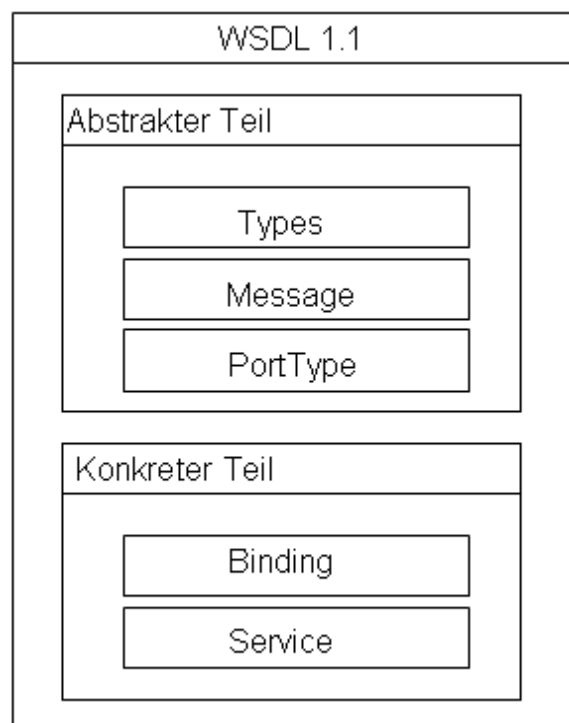 WSDL 1.1
Abstrakter Teil
Types
Message
PortType
Konkreter Teil
Binding
Service